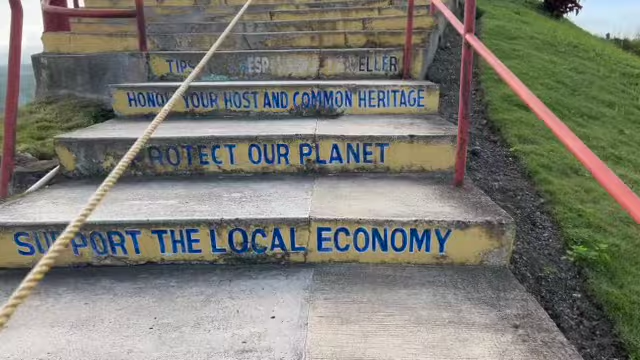 TIPS
HONOUR YOUR HOST AND COMMON HERITAGE
PROTECT OUR PLANET
SUPPORT THE LOCAL ECONOMY